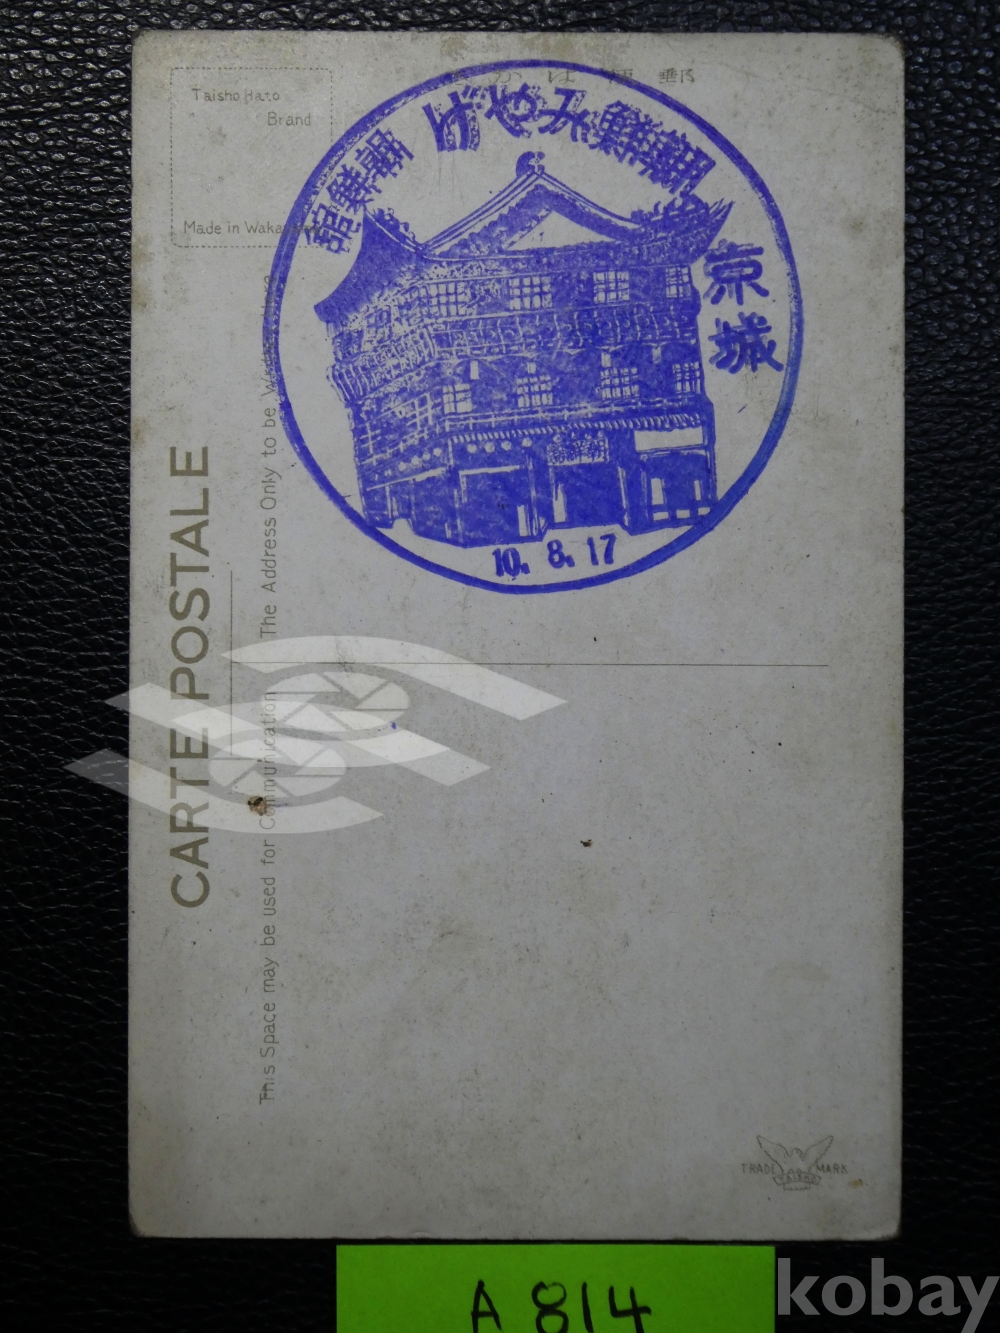 Taisho Hato
Brand
Made in Waka
朝鮮館
朝鮮みやげ
京城
10. 8. 17
CARTE POSTALE
This Space may be used for Communication
The Address Only to be
TRADE MARK
TAISHO
A 814
kobay